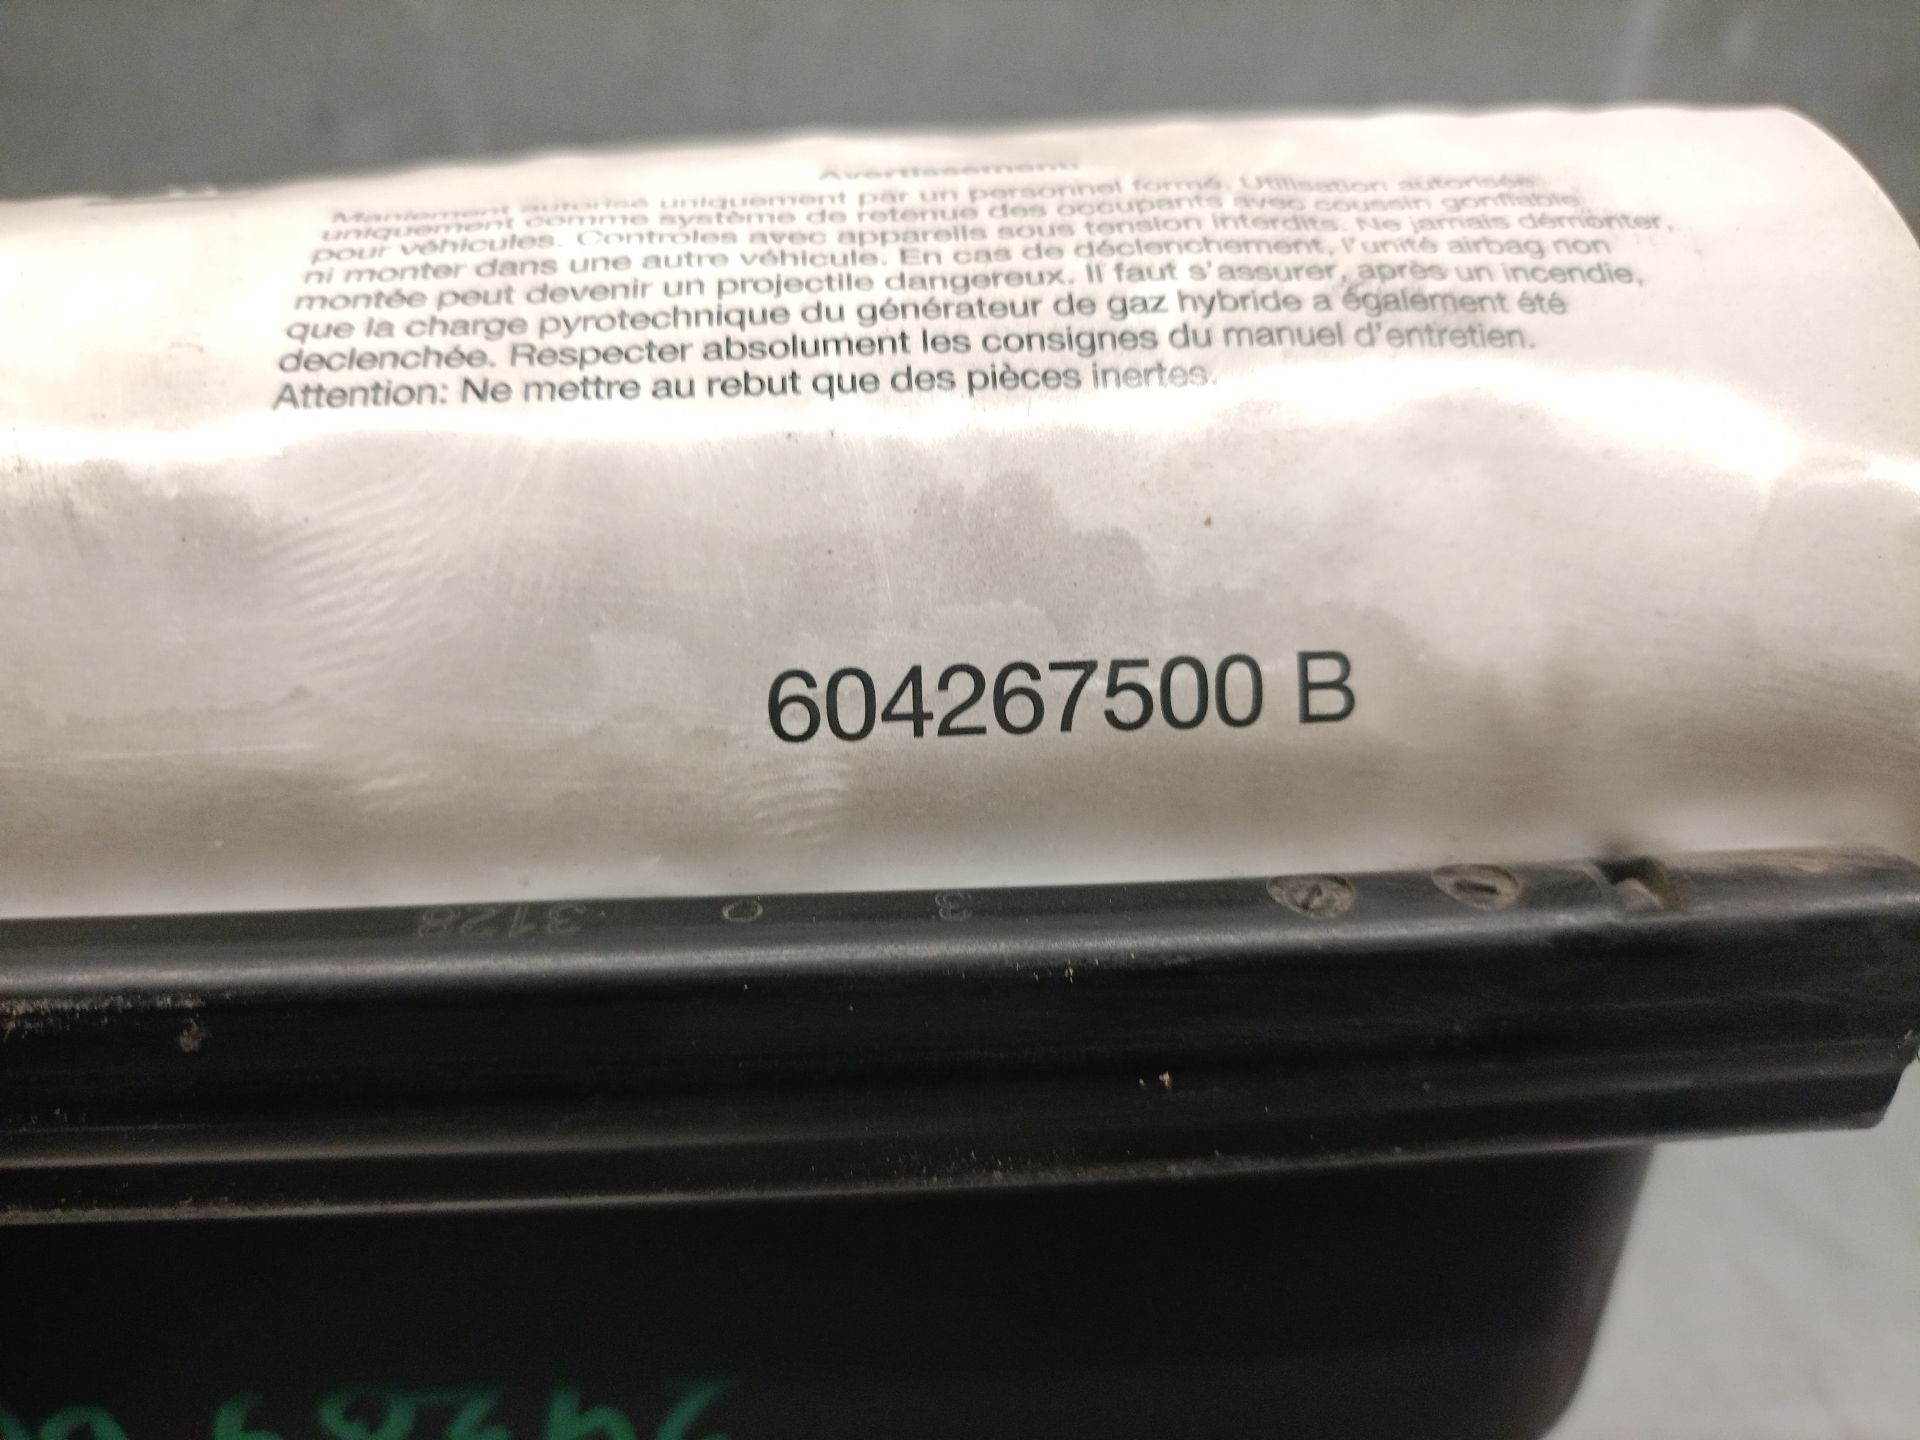 Avertissement!
Maniement autorisé uniquement par un personnel formé. Utilisation autorisée
uniquement comme système de retenue des occupants avec coussin gonflable
pour véhicules. Controles avec appareils sous tension interdits. Ne jamais démonter,
ni monter dans une autre véhicule. En cas de déclenchement, l'unité airbag non
montée peut devenir un projectile dangereux. Il faut s'assurer, après un incendie,
que la charge pyrotechnique du générateur de gaz hybride a également été
declenchée. Respecter absolument les consignes du manuel d'entretien.
Attention: Ne mettre au rebut que des pièces inertes.
604267500 B
3 O 3128